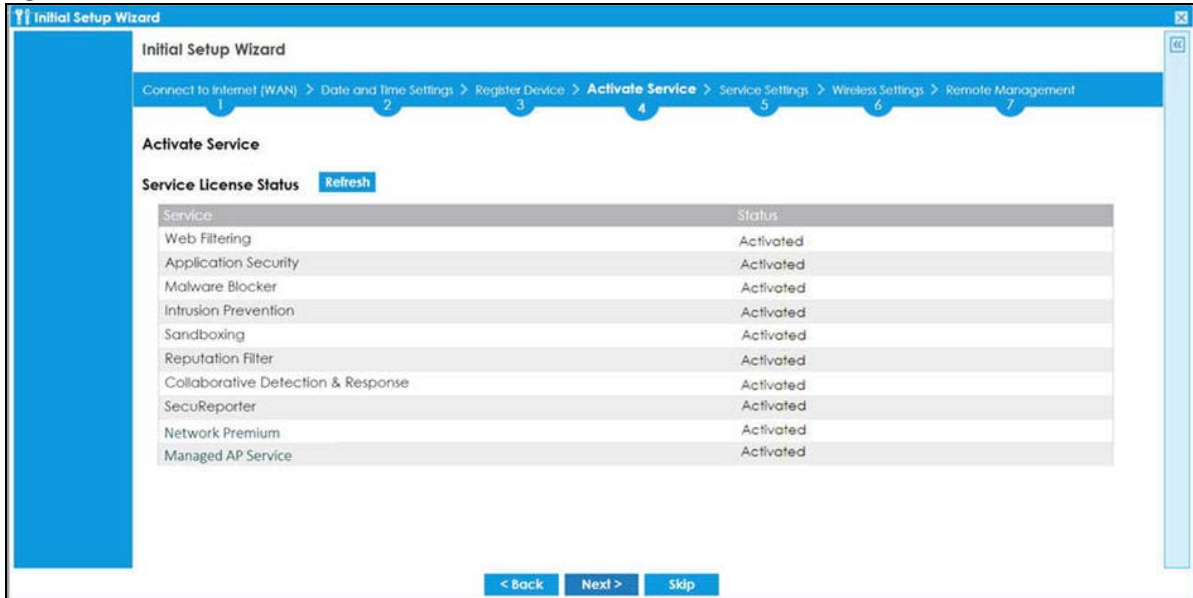 Initial Setup Wizard
Initial Setup Wizard
Connect to Internet (WAN) > Date and Time Settings > Register Device > Activate Service > Service Settings > Wireless Settings > Remote Management
1 2 3 4 5 6 7
Activate Service
Service License Status Refresh
Service Status
Web Filtering Activated
Application Security Activated
Malware Blocker Activated
Intrusion Prevention Activated
Sandboxing Activated
Reputation Filter Activated
Collaborative Detection & Response Activated
SecuReporter Activated
Network Premium Activated
Managed AP Service Activated
< Back Next > Skip